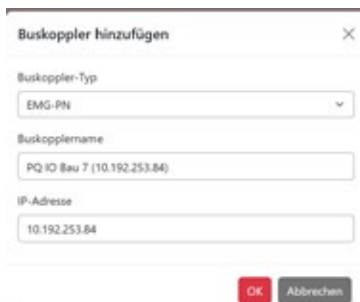 Buskoppler hinzufügen
Buskoppler-Typ
EMG-PN
Buskopplername
PQ IO Bau 7 (10.192.253.84)
IP-Adresse
10.192.253.84
OK Abbrechen